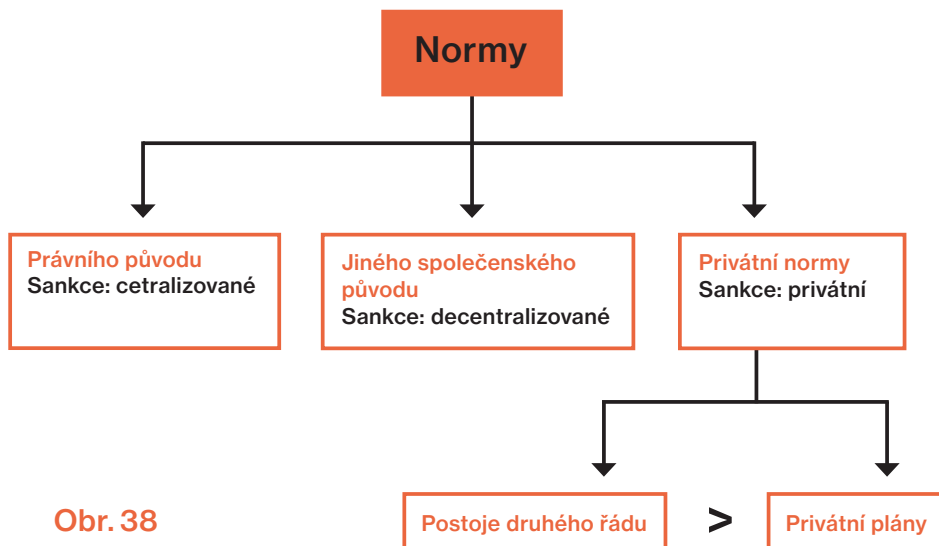 Normy
Právního původu
Sankce: cetralizované
Jiného společenského
původu
Sankce: decentralizované
Privátní normy
Sankce: privátní
Obr. 38
Postoje druhého řádu
>
Privátní plány